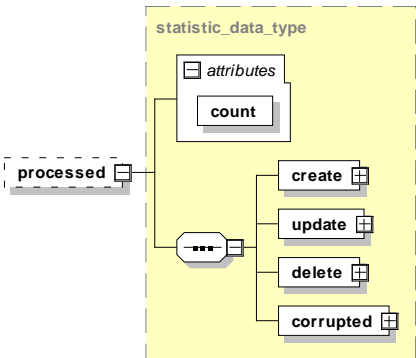 statistic_data_type
attributes
count
processed
create
update
delete
corrupted